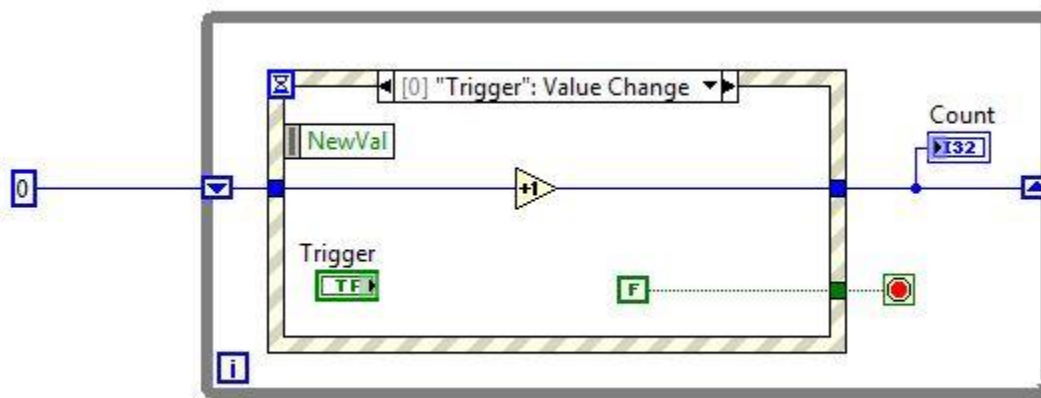 [0] "Trigger": Value Change
NewVal
Count
I32
0
+1
Trigger
TF
F
i